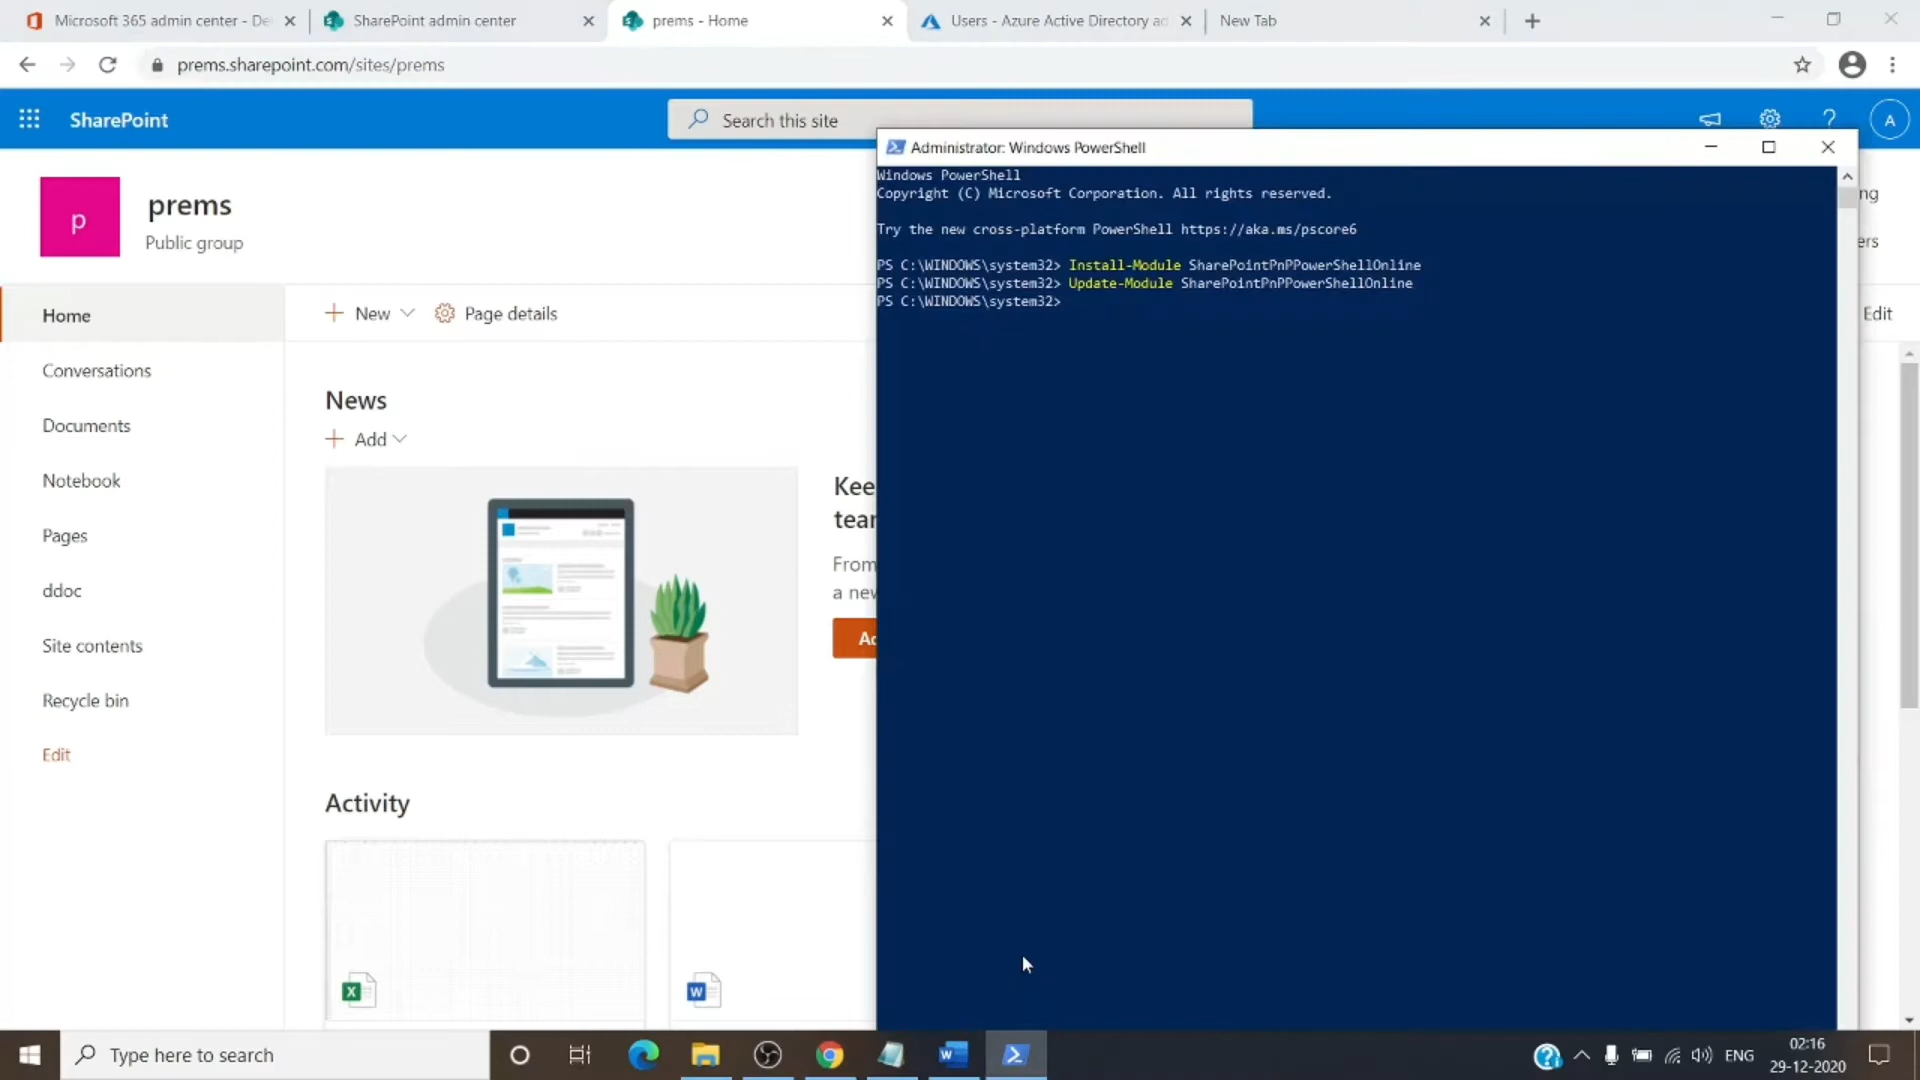 Microsoft 365 admin center - De
SharePoint admin center
prems - Home
Users - Azure Active Directory ad
New Tab
prems.sharepoint.com/sites/prems
SharePoint
Search this site
A
p
prems
Public group
Home
Conversations
Documents
Notebook
Pages
ddoc
Site contents
Recycle bin
Edit
New
Page details
News
Add
Kee
tean
From
a new
Ad
Activity
Administrator: Windows PowerShell
Windows PowerShell
Copyright (C) Microsoft Corporation. All rights reserved.
Try the new cross-platform PowerShell https://aka.ms/pscore6
PS C:\WINDOWS\system32> Install-Module SharePointPnPPowerShellOnline
PS C:\WINDOWS\system32> Update-Module SharePointPnPPowerShellOnline
PS C:\WINDOWS\system32>
ng
ers
Edit
Type here to search
ENG
02:16
29-12-2020